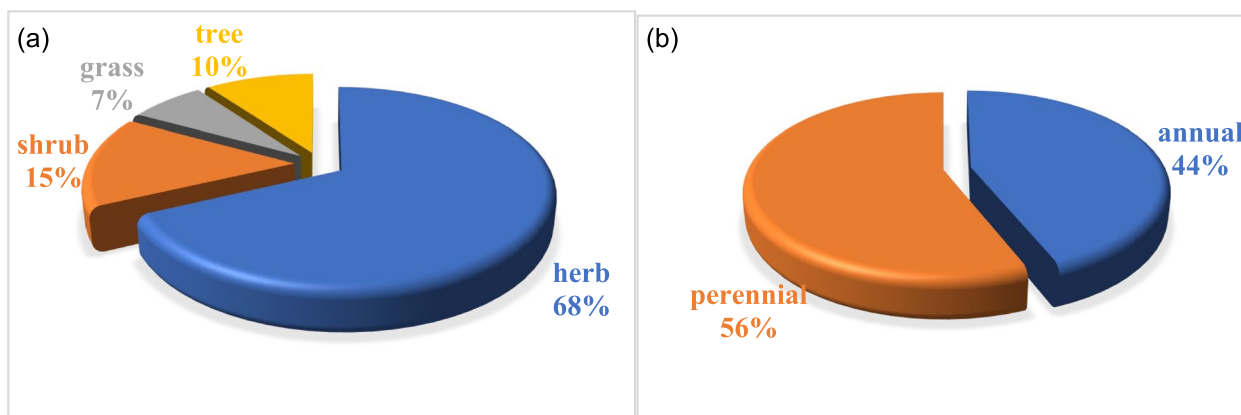 (a)
tree
10%
grass
7%
shrub
15%
herb
68%
(b)
annual
44%
perennial
56%